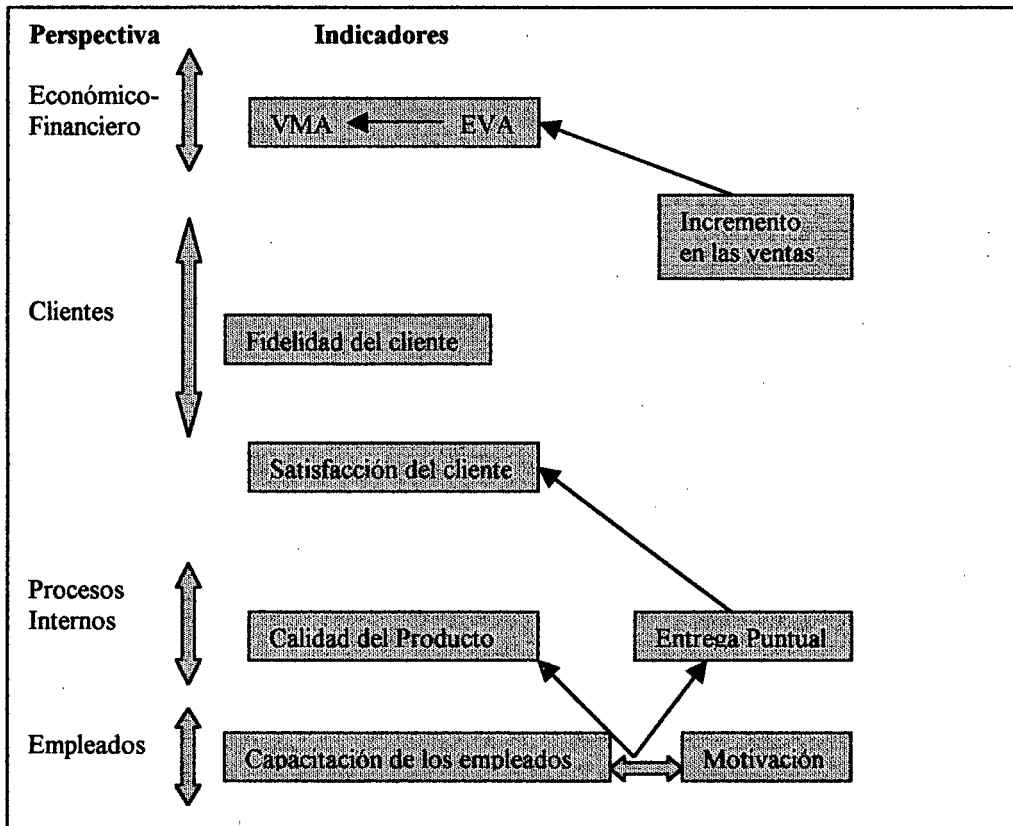 Perspectiva Indicadores
Económico-
Financiero
VMA EVA
Incremento
en las ventas
Clientes
Fidelidad del cliente
Satisfacción del cliente
Procesos
Internos
Calidad del Producto Entrega Puntual
Empleados
Capacitación de los empleados Motivación